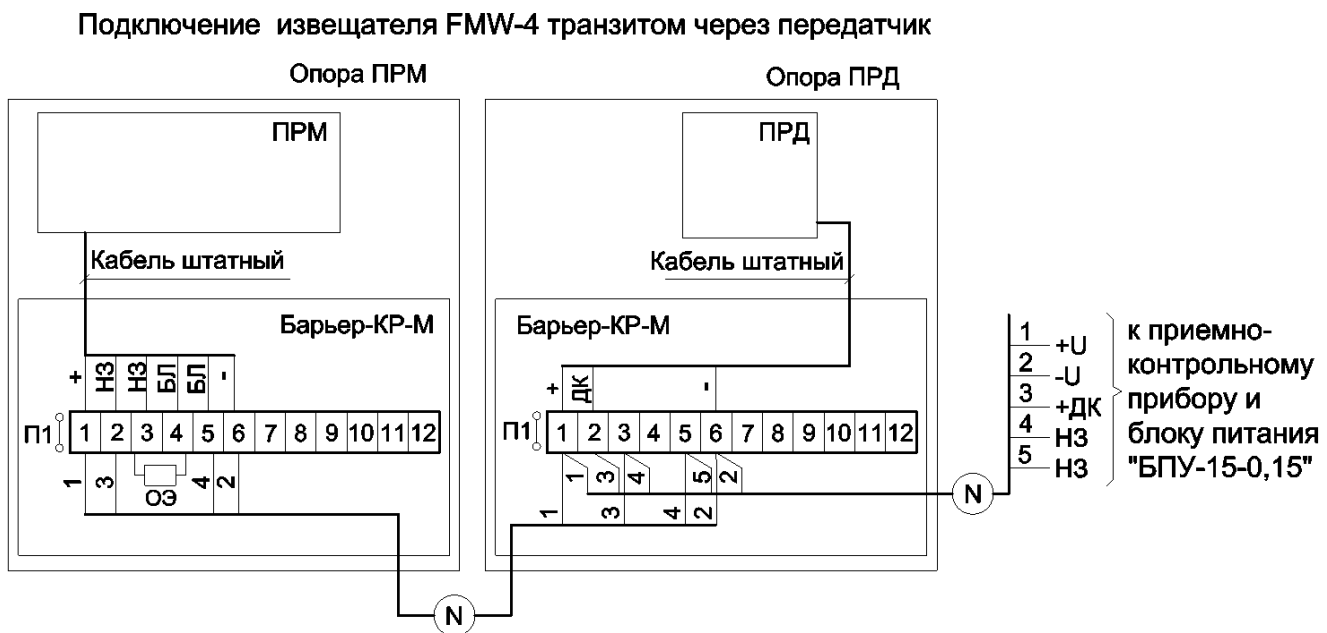 Подключение извещателя FMW-4 транзитом через передатчик
Опора ПРМ
Опора ПРД
ПРМ
ПРД
Кабель штатный
Кабель штатный
Барьер-КР-М
Барьер-КР-М
+ НЗ НЗ БЛ БЛ -
+ ДК -
П1 1 2 3 4 5 6 7 8 9 10 11 12
П1 1 2 3 4 5 6 7 8 9 10 11 12
1 3 ОЭ 4 2
1 3 4 5 2
1 3 4 2
N
N
1 +U
2 -U
3 +ДК
4 НЗ
5 НЗ
к приемно-
контрольному
прибору и
блоку питания
"БПУ-15-0,15"